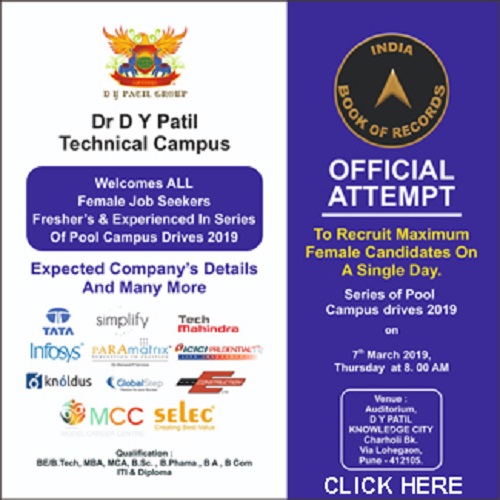 D Y PATIL GROUP
Dr D Y Patil
Technical Campus
Welcomes ALL
Female Job Seekers
Fresher's & Experienced In Series
Of Pool Campus Drives 2019
Expected Company's Details
And Many More
TATA
simplify
Tech
Mahindra
Infosys
PARAmatrix
ICICI PRUDENTIAL
knoldus
GlobalStep
CONSTRUCTION
MCC
MODEL CAREER CENTRE
seLec
Creating Best Value
Qualification :
BE/B.Tech, MBA, MCA, B.Sc. , B.Phama , B A , B Com
ITI & Diploma
INDIA
BOOK OF RECORDS
OFFICIAL
ATTEMPT
To Recruit Maximum
Female Candidates On
A Single Day.
Series of Pool
Campus drives 2019
on
7th March 2019,
Thursday at 8. 00 AM
Venue :
Auditorium,
D Y PATIL
KNOWLEDGE CITY
Charholi Bk.
Via Lohegaon,
Pune - 412105.
CLICK HERE